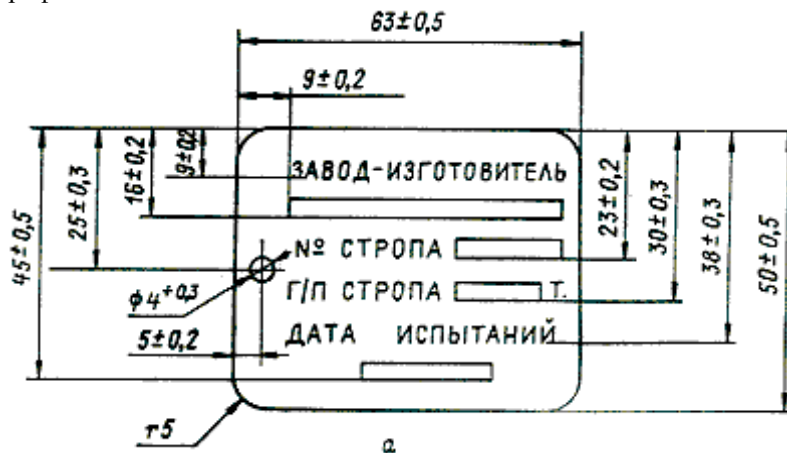 63±0,5
9±0,2
9±0,2
16±0,2
25±0,3
45±0,5
ЗАВОД-ИЗГОТОВИТЕЛЬ
№ СТРОПА
Г/П СТРОПА Т.
ДАТА ИСПЫТАНИЙ
23±0,2
30±0,3
38±0,3
50±0,5
ϕ4+0,3
5±0,2
r5
а